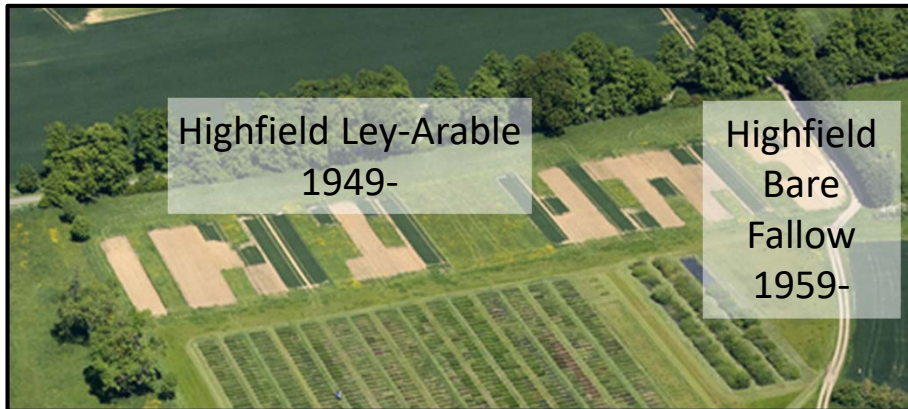 Highfield Ley-Arable
1949-
Highfield
Bare
Fallow
1959-